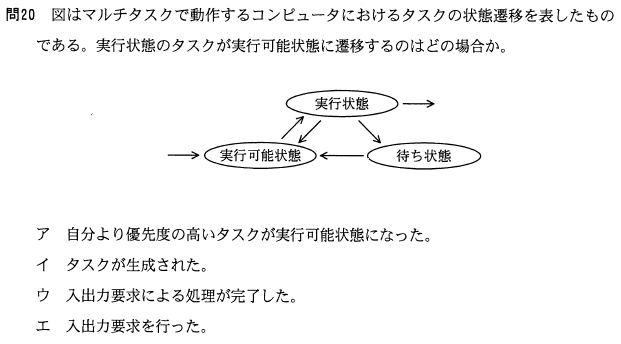 問20 図はマルチタスクで動作するコンピュータにおけるタスクの状態遷移を表したもの
である。実行状態のタスクが実行可能状態に遷移するのはどの場合か。
実行状態
実行可能状態
待ち状態
ア 自分より優先度の高いタスクが実行可能状態になった。
イ タスクが生成された。
ウ 入出力要求による処理が完了した。
エ 入出力要求を行った。